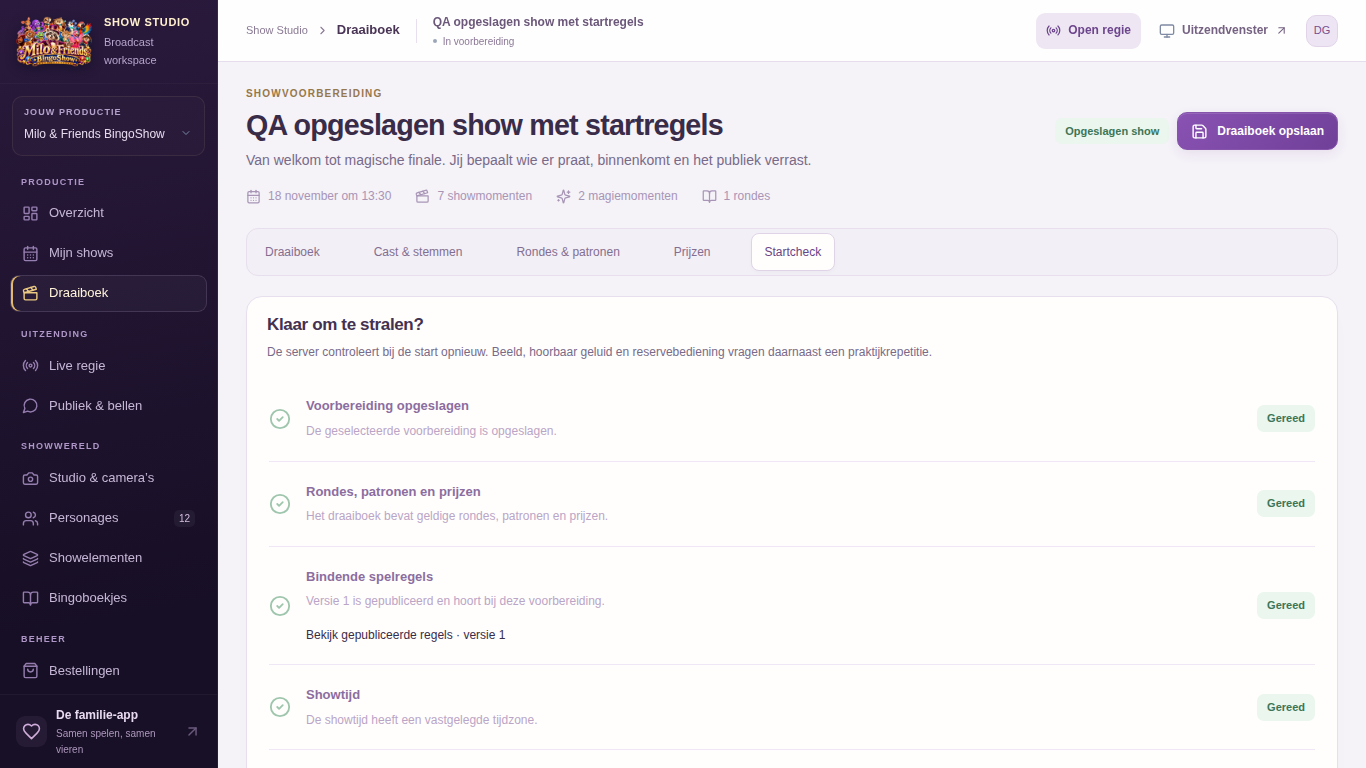 Milo & Friends
BingoShow
SHOW STUDIO
Broadcast
workspace
JOUW PRODUCTIE
Milo & Friends BingoShow
PRODUCTIE
Overzicht
Mijn shows
Draaiboek
UITZENDING
Live regie
Publiek & bellen
SHOWWERELD
Studio & camera's
Personages
12
Showelementen
Bingoboekjes
BEHEER
Bestellingen
De familie-app
Samen spelen, samen
vieren
Show Studio
Draaiboek
QA opgeslagen show met startregels
In voorbereiding
Open regie
Uitzendvenster
DG
SHOWVOORBEREIDING
QA opgeslagen show met startregels
Van welkom tot magische finale. Jij bepaalt wie er praat, binnenkomt en het publiek verrast.
Opgeslagen show
Draaiboek opslaan
18 november om 13:30
7 showmomenten
2 magiemomenten
1 rondes
Draaiboek
Cast & stemmen
Rondes & patronen
Prijzen
Startcheck
Klaar om te stralen?
De server controleert bij de start opnieuw. Beeld, hoorbaar geluid en reservebediening vragen daarnaast een praktijkrepetitie.
Voorbereiding opgeslagen
De geselecteerde voorbereiding is opgeslagen.
Gereed
Rondes, patronen en prijzen
Het draaiboek bevat geldige rondes, patronen en prijzen.
Gereed
Bindende spelregels
Versie 1 is gepubliceerd en hoort bij deze voorbereiding.
Bekijk gepubliceerde regels · versie 1
Gereed
Showtijd
De showtijd heeft een vastgelegde tijdzone.
Gereed